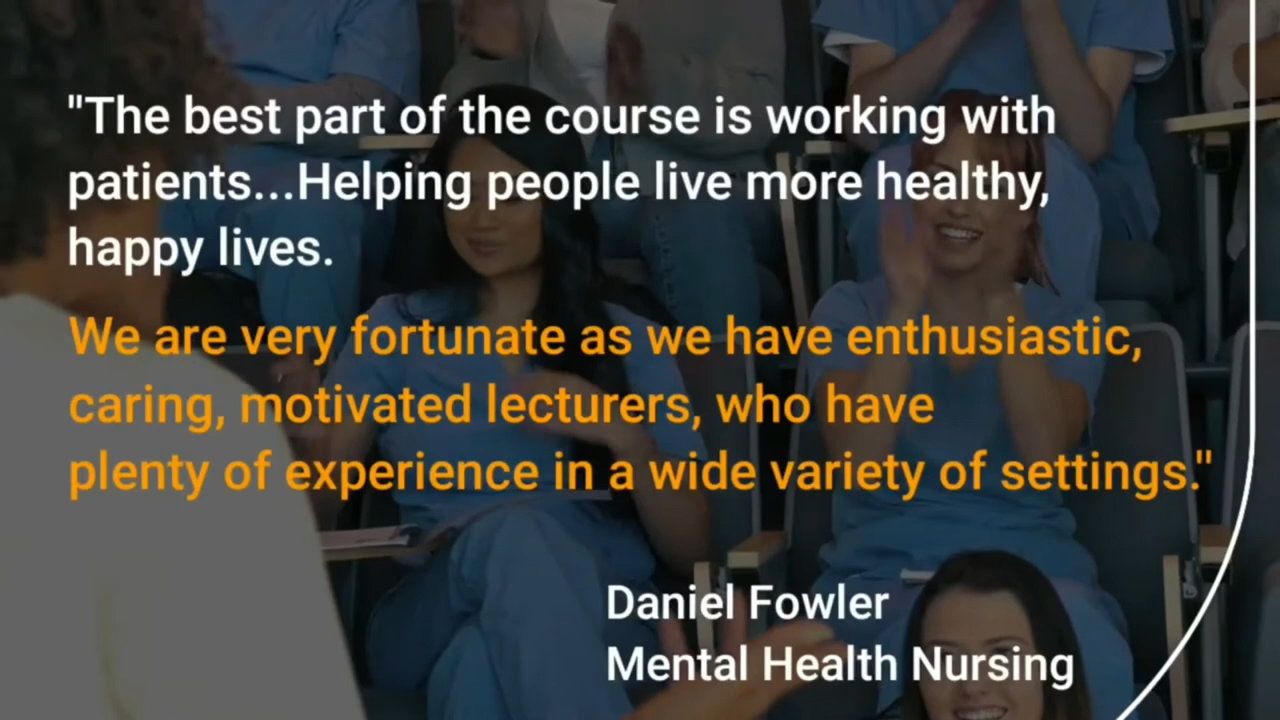 "The best part of the course is working with
patients...Helping people live more healthy,
happy lives.
We are very fortunate as we have enthusiastic,
caring, motivated lecturers, who have
plenty of experience in a wide variety of settings."
Daniel Fowler
Mental Health Nursing